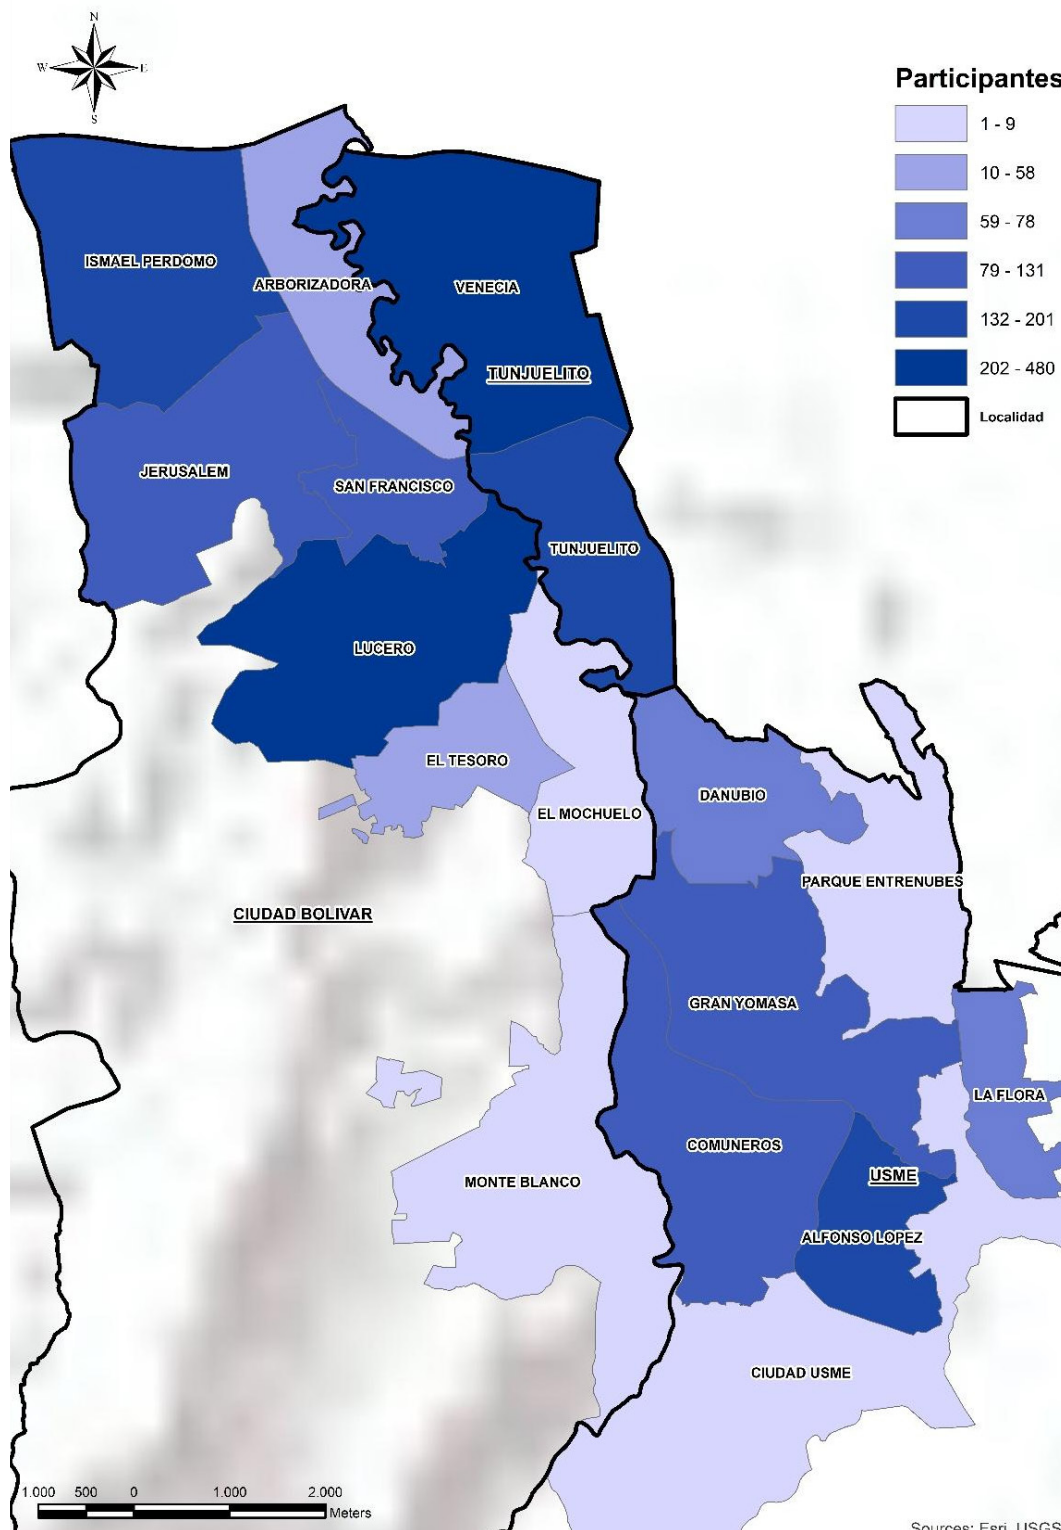 N
W E
S
Participantes
1 - 9
10 - 58
59 - 78
79 - 131
132 - 201
202 - 480
Localidad
ISMAEL PERDOMO
ARBORIZADORA
VENECIA
TUNJUELITO
JERUSALEM
SAN FRANCISCO
TUNJUELITO
LUCERO
EL TESORO
DANUBIO
EL MOCHUELO
PARQUE ENTRENUBES
CIUDAD BOLIVAR
GRAN YOMASA
LA FLORA
COMUNEROS
USME
MONTE BLANCO
ALFONSO LOPEZ
CIUDAD USME
1.000 500 0 1.000 2.000
Meters
Sources: Esri, USGS